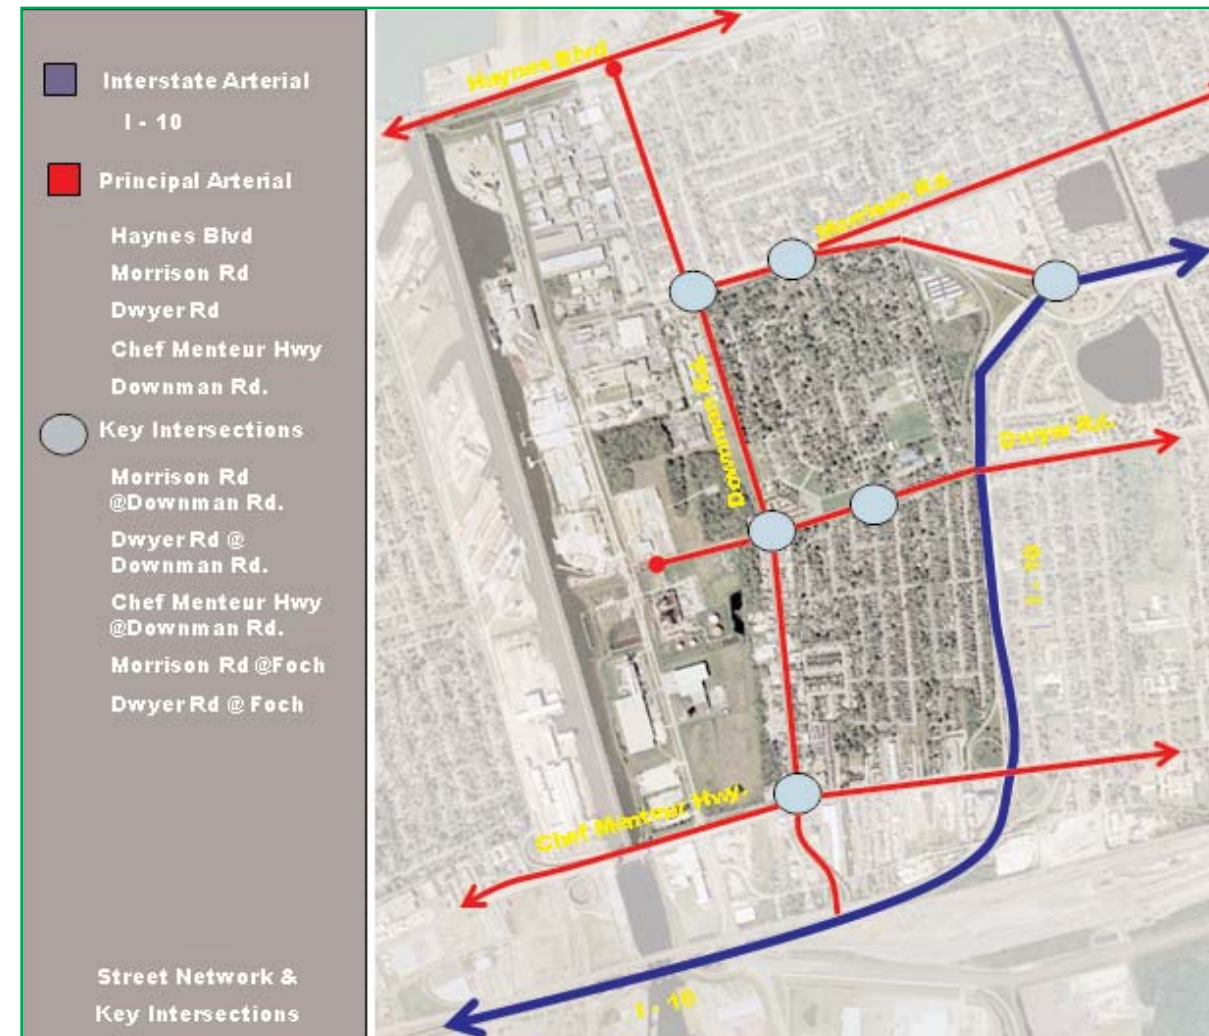 Interstate Arterial
I - 10
Principal Arterial
Haynes Blvd
Morrison Rd
Dwyer Rd
Chef Menteur Hwy
Downman Rd.
Key Intersections
Morrison Rd
@Downman Rd.
Dwyer Rd @
Downman Rd.
Chef Menteur Hwy
@Downman Rd.
Morrison Rd @Foch
Dwyer Rd @ Foch
Street Network &
Key Intersections
Haynes Blvd
Morrison Rd.
Downman Rd.
Dwyer Rd.
I - 10
Chef Menteur Hwy.
I - 10